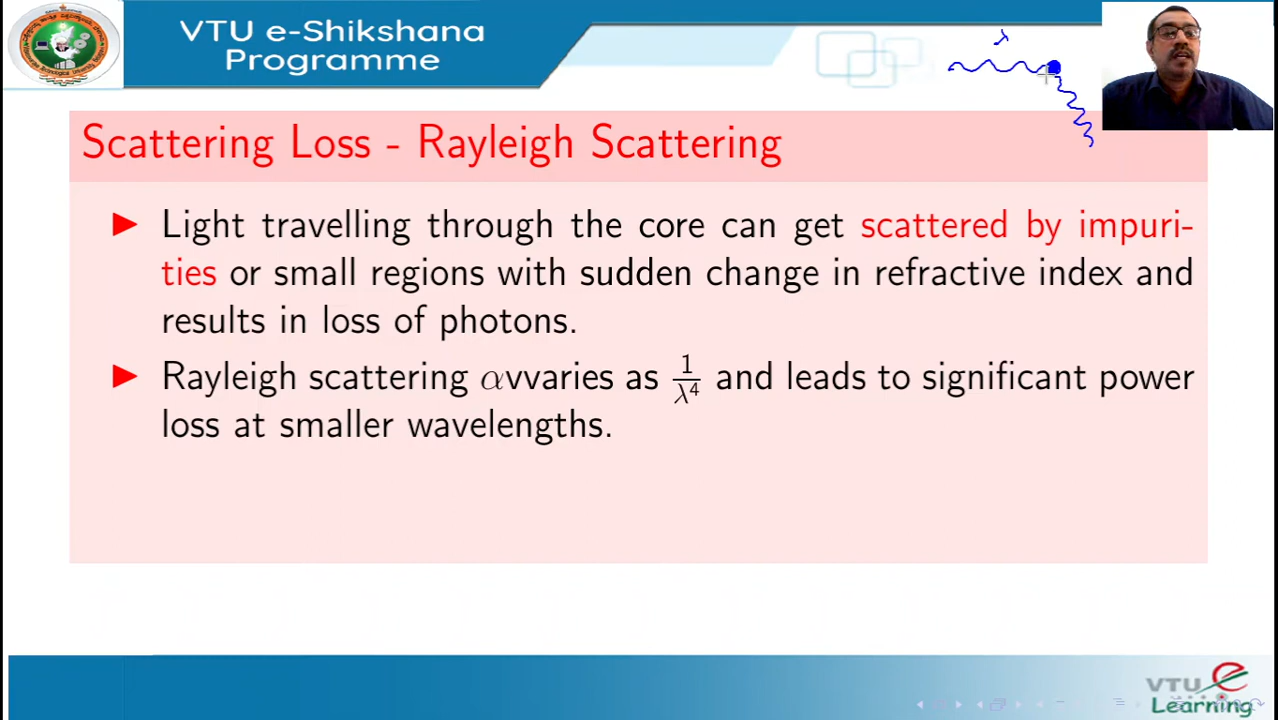 VTU e-Shikshana
Programme
λ
Scattering Loss - Rayleigh Scattering
Light travelling through the core can get scattered by impuri-
ties or small regions with sudden change in refractive index and
results in loss of photons.
Rayleigh scattering αvvaries as 1/λ⁴ and leads to significant power
loss at smaller wavelengths.
VTU
Learning